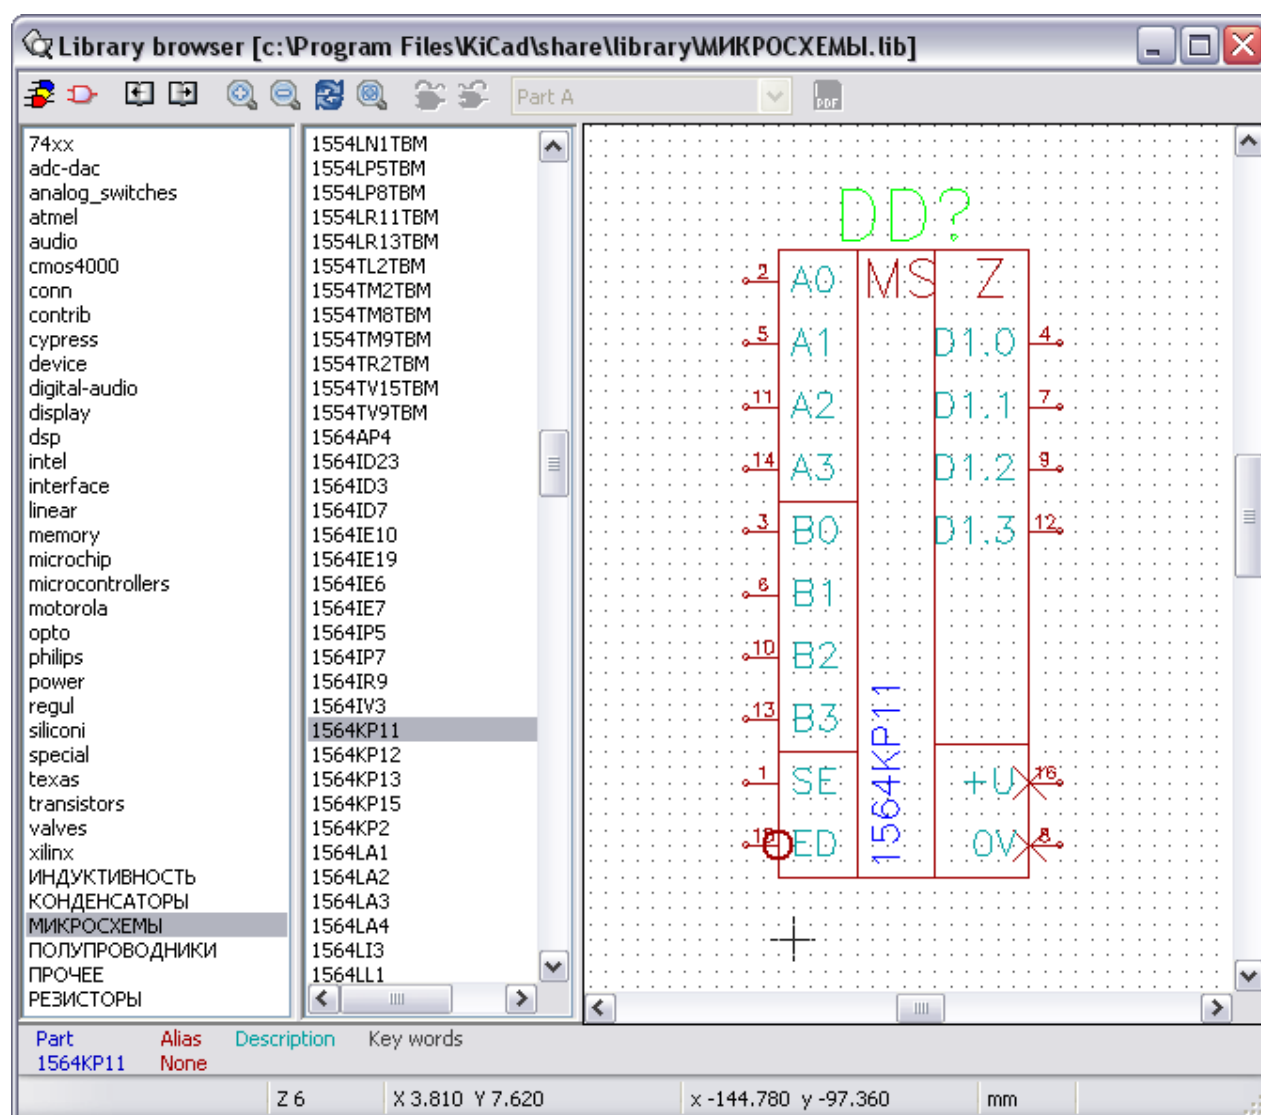 Library browser [c:\Program Files\KiCad\share\library\МИКРОСХЕМЫ.lib]
Part A
PDF
74xx
adc-dac
analog_switches
atmel
audio
cmos4000
conn
contrib
cypress
device
digital-audio
display
dsp
intel
interface
linear
memory
microchip
microcontrollers
motorola
opto
philips
power
regul
siliconi
special
texas
transistors
valves
xilinx
ИНДУКТИВНОСТЬ
КОНДЕНСАТОРЫ
МИКРОСХЕМЫ
ПОЛУПРОВОДНИКИ
ПРОЧЕЕ
РЕЗИСТОРЫ
1554LN1TBM
1554LP5TBM
1554LP8TBM
1554LR11TBM
1554LR13TBM
1554TL2TBM
1554TM2TBM
1554TM8TBM
1554TM9TBM
1554TR2TBM
1554TV15TBM
1554TV9TBM
1564AP4
1564ID23
1564ID3
1564ID7
1564IE10
1564IE19
1564IE6
1564IE7
1564IP5
1564IP7
1564IR9
1564IV3
1564KP11
1564KP12
1564KP13
1564KP15
1564KP2
1564LA1
1564LA2
1564LA3
1564LA4
1564LI3
1564LL1
DD?
2 A0 MS Z
5 A1 D1.0 4
11 A2 D1.1 7
14 A3 D1.2 9
3 B0 D1.3 12
6 B1
10 B2
13 B3
1564KP11
1 SE +U 16
15 ED 0V 8
Part Alias Description Key words
1564KP11 None
Z 6 X 3.810 Y 7.620 x -144.780 y -97.360 mm